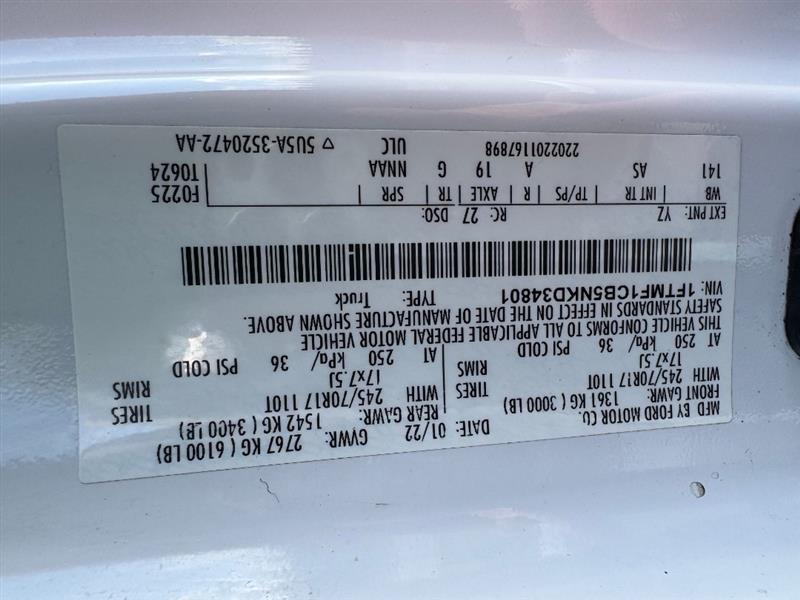 MFD BY FORD MOTOR CO.
DATE: 01/22 GVWR: 2767 KG ( 6100 LB)
FRONT GAWR: 1361 KG ( 3000 LB) REAR GAWR: 1542 KG ( 3400 LB)
WITH 245/70R17 110T TIRES WITH 245/70R17 110T TIRES
17x7.5J RIMS 17x7.5J RIMS
AT 250 kPa/ 36 PSI COLD AT 250 kPa/ 36 PSI COLD
THIS VEHICLE CONFORMS TO ALL APPLICABLE FEDERAL MOTOR VEHICLE
SAFETY STANDARDS IN EFFECT ON THE DATE OF MANUFACTURE SHOWN ABOVE.
VIN: 1FTMF1CB5NKD34801 TYPE: Truck
EXT PNT: YZ RC: 27 DSO: F0225
WB INT TR TP/PS R AXLE TR SPR T0624
141 AS A 19 G NNAA
2202201167898 ULC ▽ 5U5A-3520472-AA